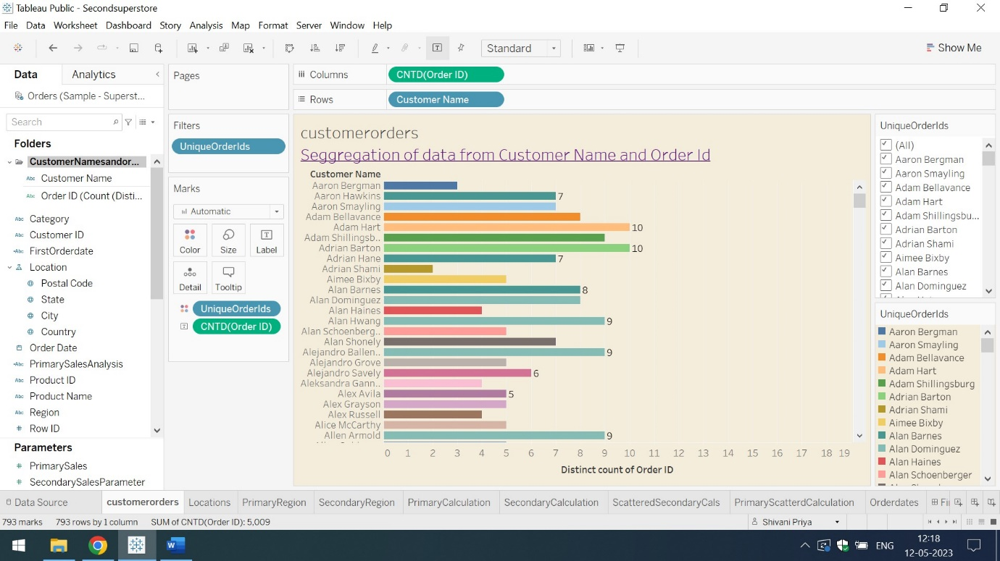 Tableau Public - Secondsuperstore
File Data Worksheet Dashboard Story Analysis Map Format Server Window Help
Standard
Show Me
Data Analytics
Orders (Sample - Superst...
Search
Folders
CustomerNamesandor...
Abc Customer Name
Abc Order ID (Count (Disti...
Abc Category
Abc Customer ID
Abc FirstOrderdate
Location
Postal Code
State
City
Country
Order Date
Abc PrimarySalesAnalysis
Abc Product ID
Abc Product Name
Abc Region
# Row ID
Parameters
# PrimarySales
# SecondarySalesParameter
Pages
Filters
UniqueOrderIds
Marks
Automatic
Color Size Label
Detail Tooltip
UniqueOrderIds
CNTD(Order ID)
Columns CNTD(Order ID)
Rows Customer Name
customerorders
Seggregation of data from Customer Name and Order Id
Customer Name
Aaron Bergman
Aaron Hawkins 7
Aaron Smayling
Adam Bellavance
Adam Hart 10
Adam Shillingsb..
Adrian Barton 10
Adrian Hane 7
Adrian Shami
Aimee Bixby
Alan Barnes 8
Alan Dominguez
Alan Haines
Alan Hwang 9
Alan Schoenberg..
Alan Shonely
Alejandro Ballen.. 9
Alejandro Grove
Alejandro Savely 6
Aleksandra Gann..
Alex Avila 5
Alex Grayson
Alex Russell
Alice McCarthy
Allen Arnold 9
0 1 2 3 4 5 6 7 8 9 10 11 12 13 14 15 16 17 18 19
Distinct count of Order ID
UniqueOrderIds
(All)
Aaron Bergman
Aaron Smayling
Adam Bellavance
Adam Hart
Adam Shillingsbu...
Adrian Barton
Adrian Shami
Aimee Bixby
Alan Barnes
Alan Dominguez
UniqueOrderIds
Aaron Bergman
Aaron Smayling
Adam Bellavance
Adam Hart
Adam Shillingsburg
Adrian Barton
Adrian Shami
Aimee Bixby
Alan Barnes
Alan Dominguez
Alan Haines
Alan Schoenberger
Data Source customerorders Locations PrimaryRegion SecondaryRegion PrimaryCalculation SecondaryCalculation ScatteredSecondaryCals PrimaryScatterdCalculation Orderdates Fi
793 marks 793 rows by 1 column SUM of CNTD(Order ID): 5,009 Shivani Priya
ENG 12:18
12-05-2023